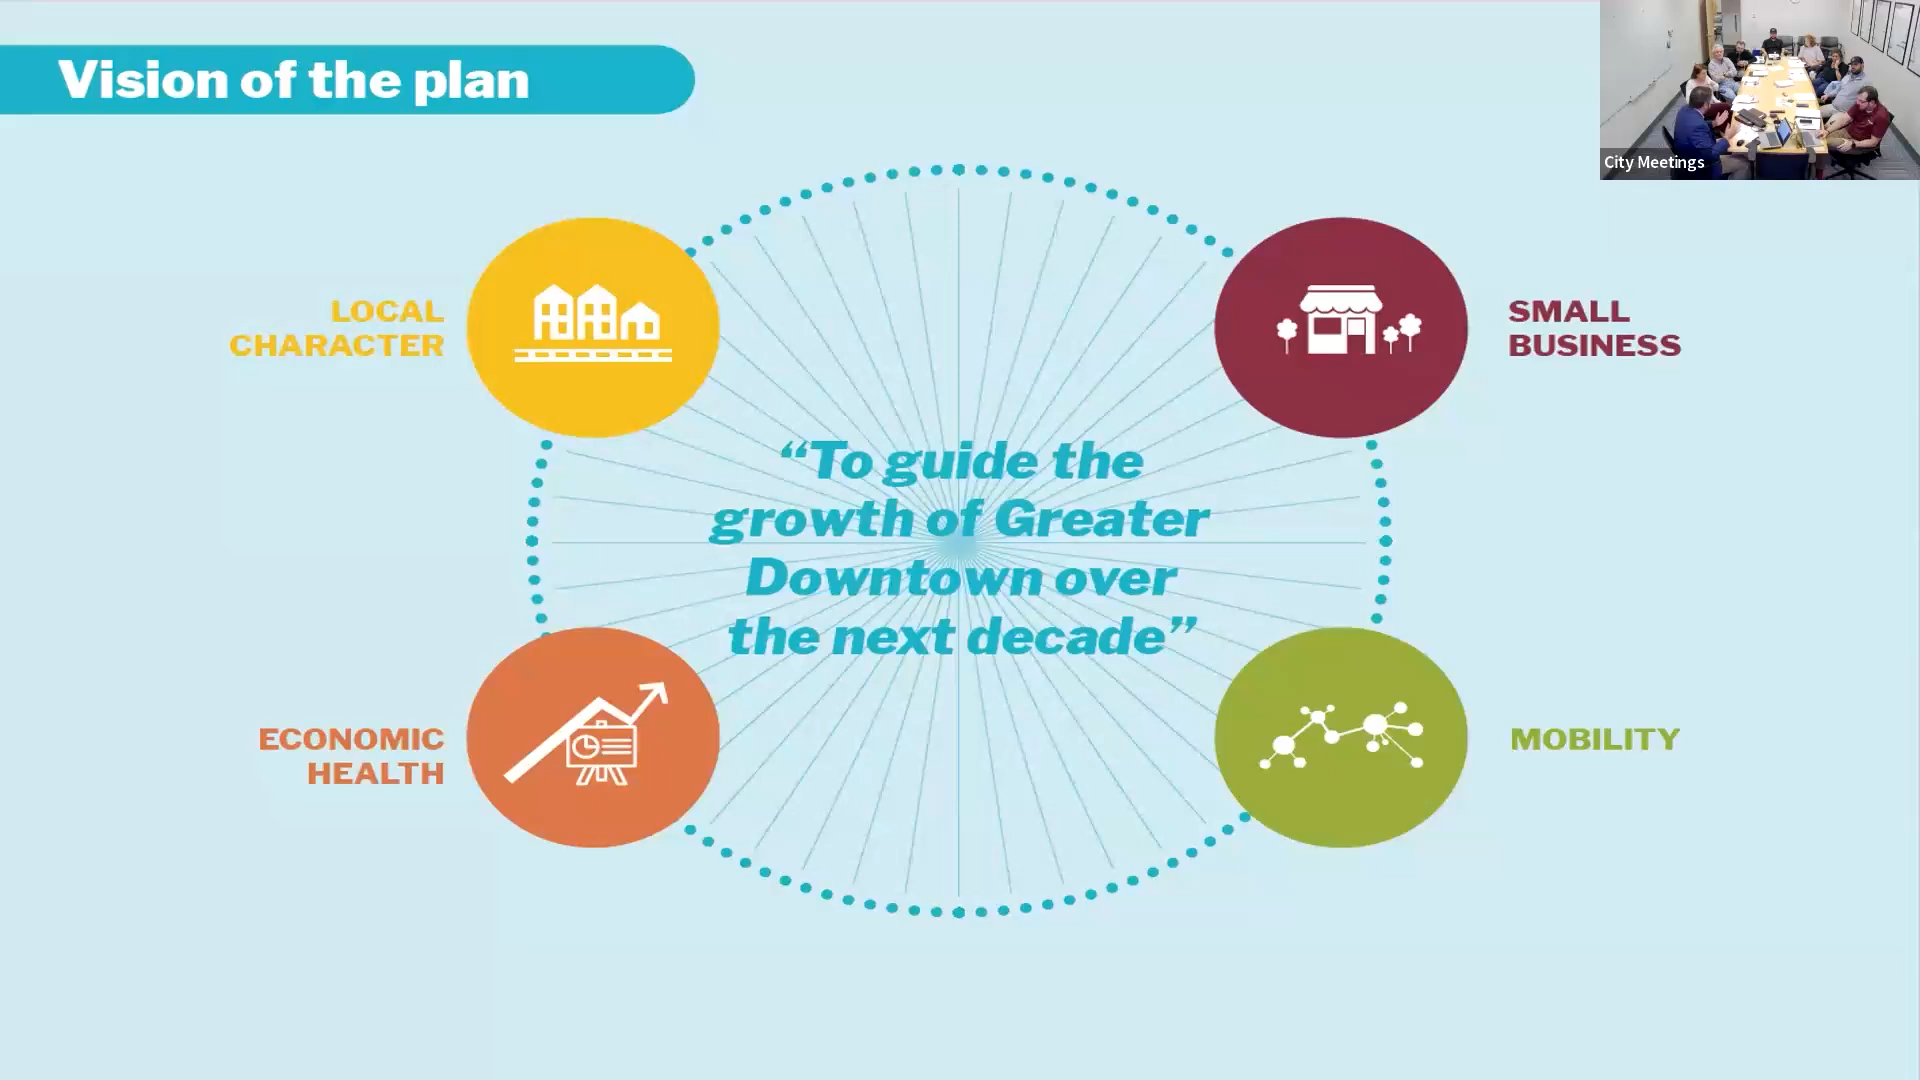 Vision of the plan
City Meetings
LOCAL
CHARACTER
SMALL
BUSINESS
“To guide the
growth of Greater
Downtown over
the next decade”
ECONOMIC
HEALTH
MOBILITY